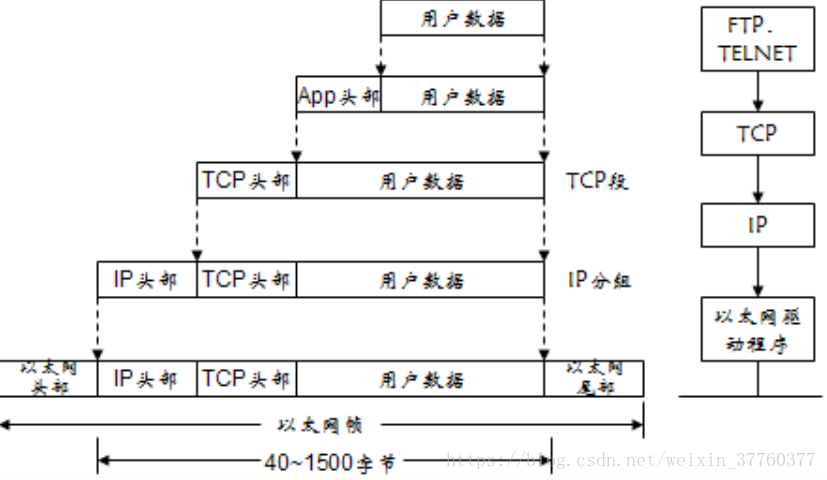 用户数据
FTP.
TELNET
App头部
用户数据
TCP
TCP头部
用户数据
TCP段
IP头部
TCP头部
用户数据
IP分组
IP
以太网驱
动程序
以太网
头部
IP头部
TCP头部
用户数据
以太网
尾部
以太网帧
40~1500字节
https://blog.csdn.net/weixin_37760377